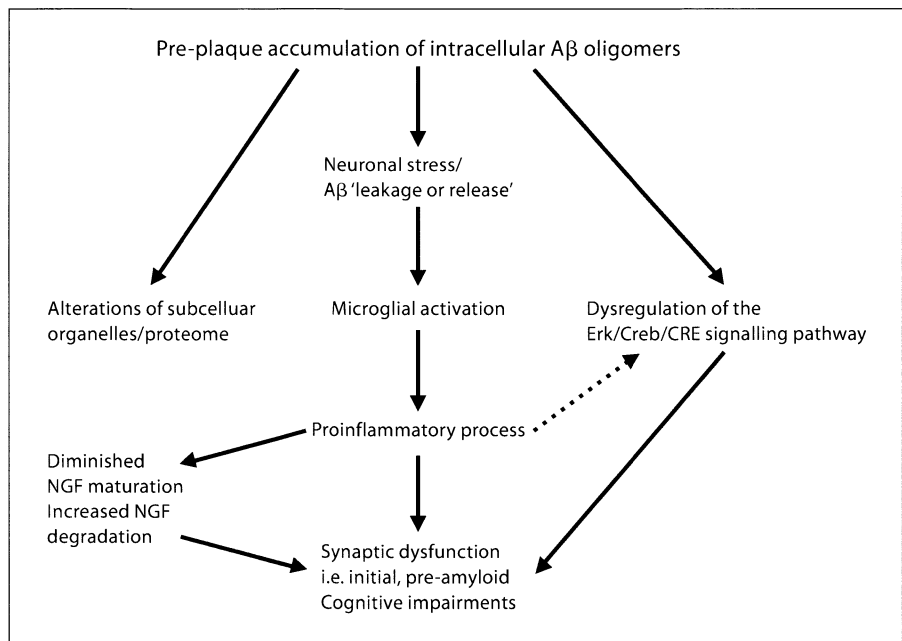 Pre-plaque accumulation of intracellular Aβ oligomers
Neuronal stress/
Aβ 'leakage or release'
Alterations of subcelluar
organelles/proteome
Microglial activation
Dysregulation of the
Erk/Creb/CRE signalling pathway
Proinflammatory process
Diminished
NGF maturation
Increased NGF
degradation
Synaptic dysfunction
i.e. initial, pre-amyloid
Cognitive impairments